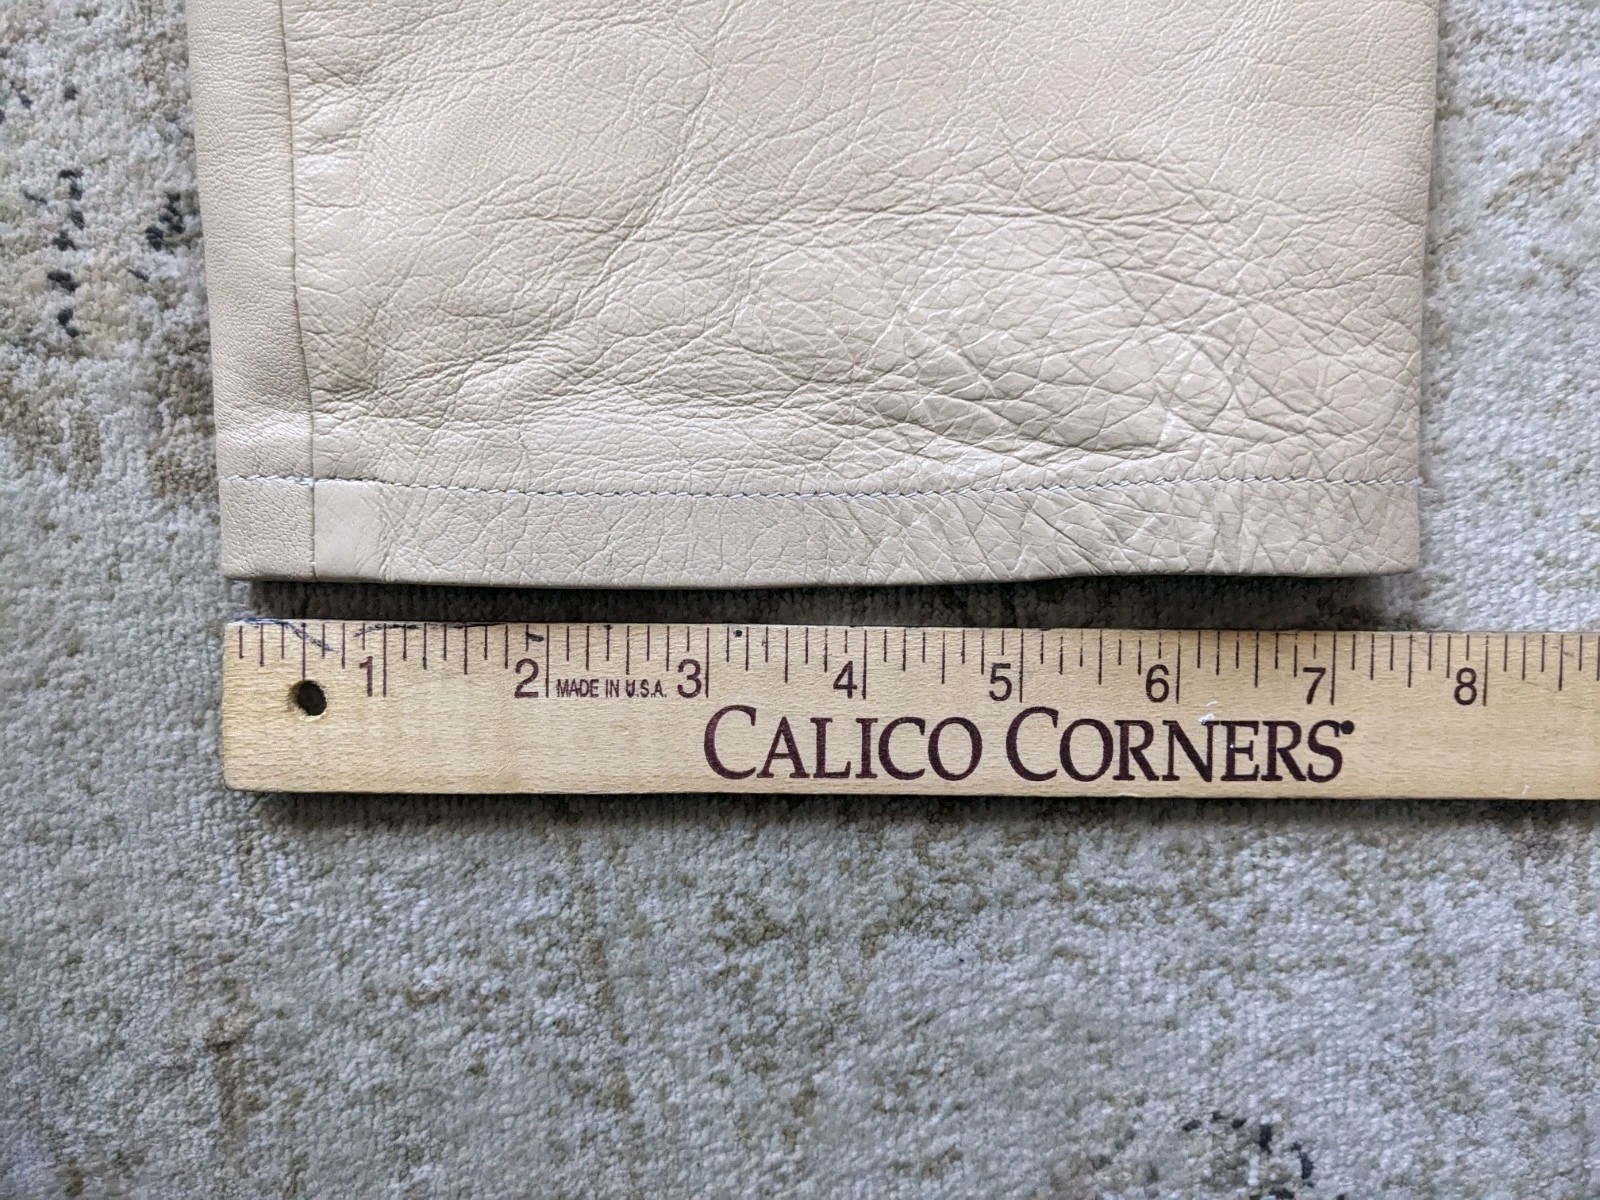 1 2 MADE IN U.S.A. 3 4 5 6 7 8
CALICO CORNERS